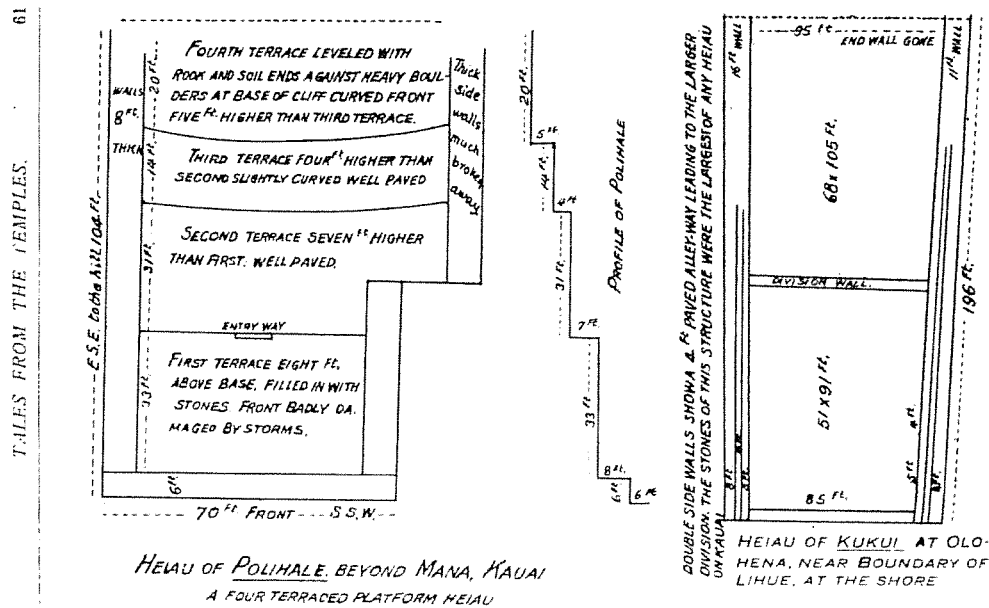 61
TALES FROM THE TEMPLES.
FOURTH TERRACE LEVELED WITH
ROCK AND SOIL ENDS AGAINST HEAVY BOUL-
DERS AT BASE OF CLIFF CURVED FRONT
FIVE Ft. HIGHER THAN THIRD TERRACE.
WALLS
8 Ft.
THICK
20 Ft.
14 Ft.
31 Ft.
33 Ft.
Thick
side
walls
much
broken
away.
THIRD TERRACE FOUR ft HIGHER THAN
SECOND SLIGHTLY CURVED WELL PAVED
SECOND TERRACE SEVEN ft HIGHER
THAN FIRST. WELL PAVED.
ENTRY WAY
FIRST TERRACE EIGHT Ft.
ABOVE BASE, FILLED IN WITH
STONES. FRONT BADLY DA-
MAGED BY STORMS.
E S.E. to the hill 104 Ft.
6 Ft.
70 Ft FRONT S S.W.
HEIAU OF POLIHALE, BEYOND MANA, KAUAI
A FOUR TERRACED PLATFORM HEIAU
20 Ft.
5 Ft.
14 Ft.
4 Ft
31 Ft.
7 Ft.
33 Ft.
8 Ft.
6 Ft
6 Ft
PROFILE OF POLIHALE
DOUBLE SIDE WALLS SHOW A 4 Ft PAVED ALLEY-WAY LEADING TO THE LARGER
DIVISION. THE STONES OF THIS STRUCTURE WERE THE LARGEST OF ANY HEIAU
ON KAUAI
95 Ft
END WALL GONE
16 Ft WALL
11 Ft. WALL
68 x 105 Ft.
DIVISION WALL.
196 Ft.
51 x 91 Ft.
8 Ft
5 Ft
4 Ft.
5 Ft
85 Ft.
HEIAU OF KUKUI AT OLO-
HENA, NEAR BOUNDARY OF
LIHUE, AT THE SHORE